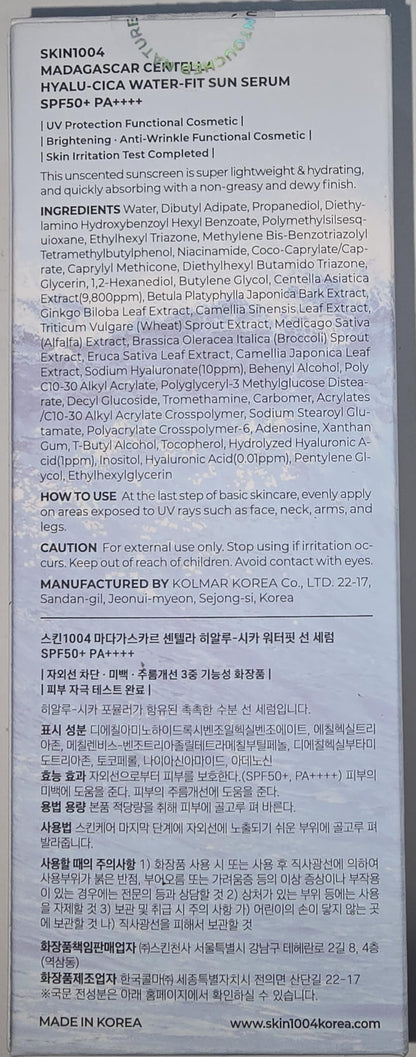 UNTOUCHED NATURE
SKIN1004
MADAGASCAR CENTELLA
HYALU-CICA WATER-FIT SUN SERUM
SPF50+ PA++++
| UV Protection Functional Cosmetic |
| Brightening · Anti-Wrinkle Functional Cosmetic |
| Skin Irritation Test Completed |
This unscented sunscreen is super lightweight & hydrating,
and quickly absorbing with a non-greasy and dewy finish.
INGREDIENTS Water, Dibutyl Adipate, Propanediol, Diethy-
lamino Hydroxybenzoyl Hexyl Benzoate, Polymethylsilsesq-
uioxane, Ethylhexyl Triazone, Methylene Bis-Benzotriazolyl
Tetramethylbutylphenol, Niacinamide, Coco-Caprylate/Cap-
rate, Caprylyl Methicone, Diethylhexyl Butamido Triazone,
Glycerin, 1,2-Hexanediol, Butylene Glycol, Centella Asiatica
Extract(9,800ppm), Betula Platyphylla Japonica Bark Extract,
Ginkgo Biloba Leaf Extract, Camellia Sinensis Leaf Extract,
Triticum Vulgare (Wheat) Sprout Extract, Medicago Sativa
(Alfalfa) Extract, Brassica Oleracea Italica (Broccoli) Sprout
Extract, Eruca Sativa Leaf Extract, Camellia Japonica Leaf
Extract, Sodium Hyaluronate(10ppm), Behenyl Alcohol, Poly
C10-30 Alkyl Acrylate, Polyglyceryl-3 Methylglucose Distea-
rate, Decyl Glucoside, Tromethamine, Carbomer, Acrylates
/C10-30 Alkyl Acrylate Crosspolymer, Sodium Stearoyl Glu-
tamate, Polyacrylate Crosspolymer-6, Adenosine, Xanthan
Gum, T-Butyl Alcohol, Tocopherol, Hydrolyzed Hyaluronic A-
cid(1ppm), Inositol, Hyaluronic Acid(0.01ppm), Pentylene Gl-
ycol, Ethylhexylglycerin
HOW TO USE At the last step of basic skincare, evenly apply
on areas exposed to UV rays such as face, neck, arms, and
legs.
CAUTION For external use only. Stop using if irritation oc-
curs. Keep out of reach of children. Avoid contact with eyes.
MANUFACTURED BY KOLMAR KOREA Co., LTD. 22-17,
Sandan-gil, Jeonui-myeon, Sejong-si, Korea
스킨1004 마다가스카르 센텔라 히알루-시카 워터핏 선 세럼
SPF50+ PA++++
| 자외선 차단 · 미백 · 주름개선 3중 기능성 화장품 |
| 피부 자극 테스트 완료 |
히알루-시카 포뮬러가 함유된 촉촉한 수분 선 세럼입니다.
표시 성분 디에칠아미노하이드록시벤조일헥실벤조에이트, 에칠헥실트리
아존, 메칠렌비스-벤조트리아졸릴테트라메칠부틸페놀, 디에칠헥실부타미
도트리아존, 토코페롤, 나이아신아마이드, 아데노신
효능 효과 자외선으로부터 피부를 보호한다.(SPF50+, PA++++) 피부의
미백에 도움을 준다. 피부의 주름개선에 도움을 준다.
용법 용량 본품 적당량을 취해 피부에 골고루 펴 바른다.
사용법 스킨케어 마지막 단계에 자외선에 노출되기 쉬운 부위에 골고루 펴
발라줍니다.
사용할 때의 주의사항 1) 화장품 사용 시 또는 사용 후 직사광선에 의하여
사용부위가 붉은 반점, 부어오름 또는 가려움증 등의 이상 증상이나 부작용
이 있는 경우에는 전문의 등과 상담할 것 2) 상처가 있는 부위 등에는 사용
을 자제할 것 3) 보관 및 취급 시 주의 사항 가) 어린이의 손이 닿지 않는 곳
에 보관할 것 나) 직사광선을 피해서 보관할 것
화장품책임판매업자 ㈜스킨천사 서울특별시 강남구 테헤란로 2길 8, 4층
(역삼동)
화장품제조업자 한국콜마㈜ 세종특별자치시 전의면 산단길 22-17
※국문 전성분은 아래 홈페이지에서 확인하실 수 있습니다.
MADE IN KOREA www.skin1004korea.com